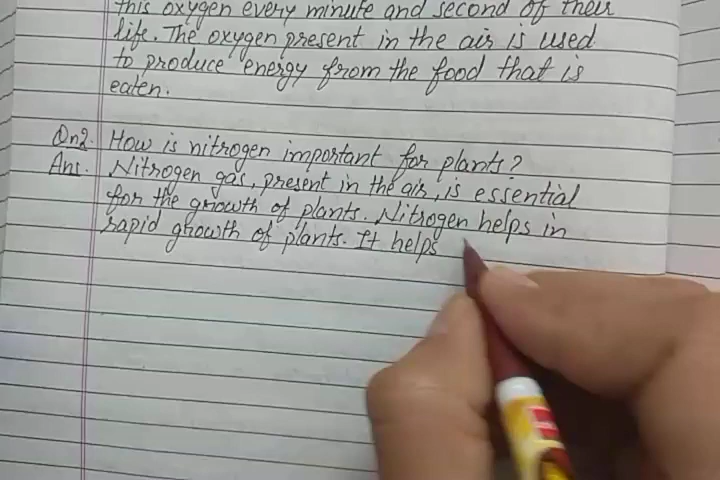 this oxygen every minute and second of their
life. The oxygen present in the air is used
to produce energy from the food that is
eaten.
Qn2. How is nitrogen important for plants?
Ans. Nitrogen gas, present in the air, is essential
for the growth of plants. Nitrogen helps in
rapid growth of plants. It helps